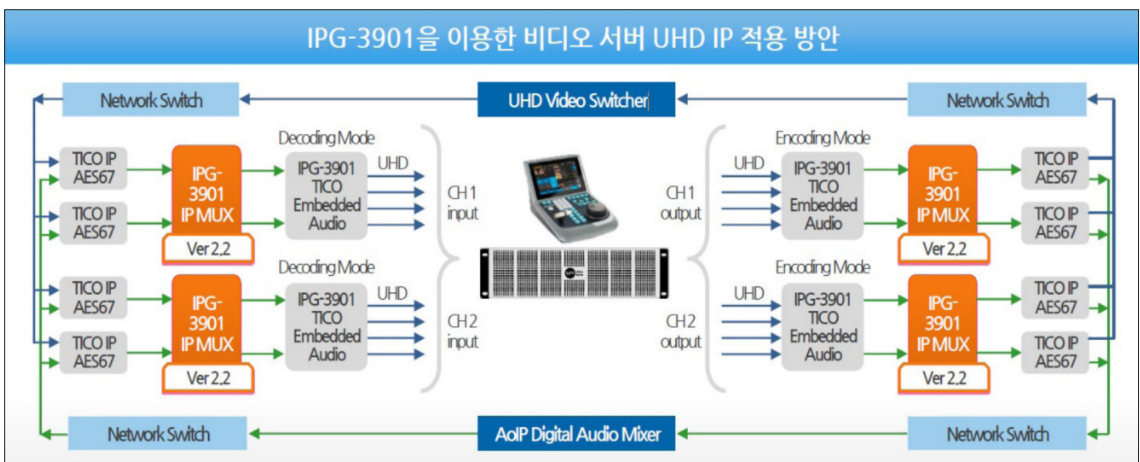 IPG-3901을 이용한 비디오 서버 UHD IP 적용 방안
Network Switch
UHD Video Switcher
Network Switch
Decoding Mode
Encoding Mode
TICO IP
AES67
TICO IP
AES67
IPG-
3901
IP MUX
Ver 2.2
IPG-3901
TICO
Embedded
Audio
UHD
CH1
input
CH1
output
UHD
IPG-3901
TICO
Embedded
Audio
IPG-
3901
IP MUX
Ver 2.2
TICO IP
AES67
TICO IP
AES67
Decoding Mode
Encoding Mode
TICO IP
AES67
TICO IP
AES67
IPG-
3901
IP MUX
Ver 2.2
IPG-3901
TICO
Embedded
Audio
UHD
CH2
input
CH2
output
UHD
IPG-3901
TICO
Embedded
Audio
IPG-
3901
IP MUX
Ver 2.2
TICO IP
AES67
TICO IP
AES67
Network Switch
AoIP Digital Audio Mixer
Network Switch